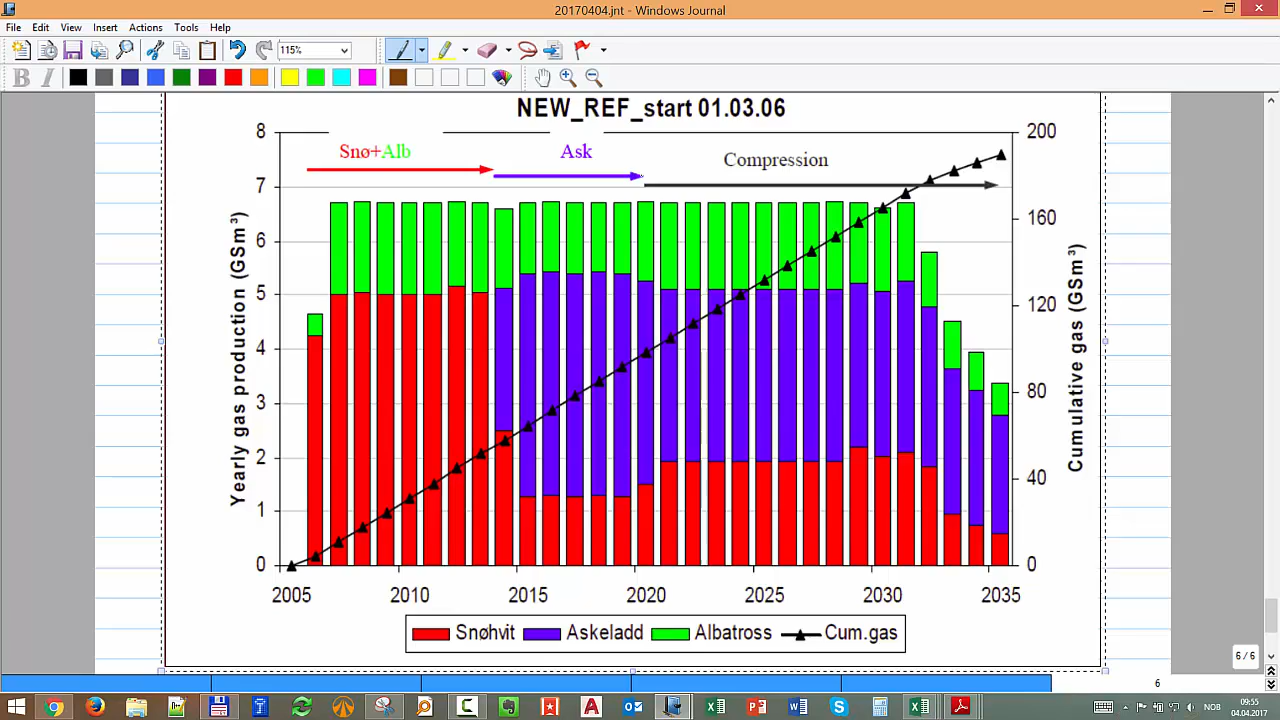 20170404.jnt - Windows Journal
File Edit View Insert Actions Tools Help
115%
B I
NEW_REF_start 01.03.06
8 200
Snø+Alb Ask Compression
7
160
6
5 120
4
3 80
2
40
1
0 0
Yearly gas production (GSm³)
Cumulative gas (GSm³)
2005 2010 2015 2020 2025 2030 2035
Snøhvit Askeladd Albatross Cum.gas
6/6
6
NOB
09:55
04.04.2017